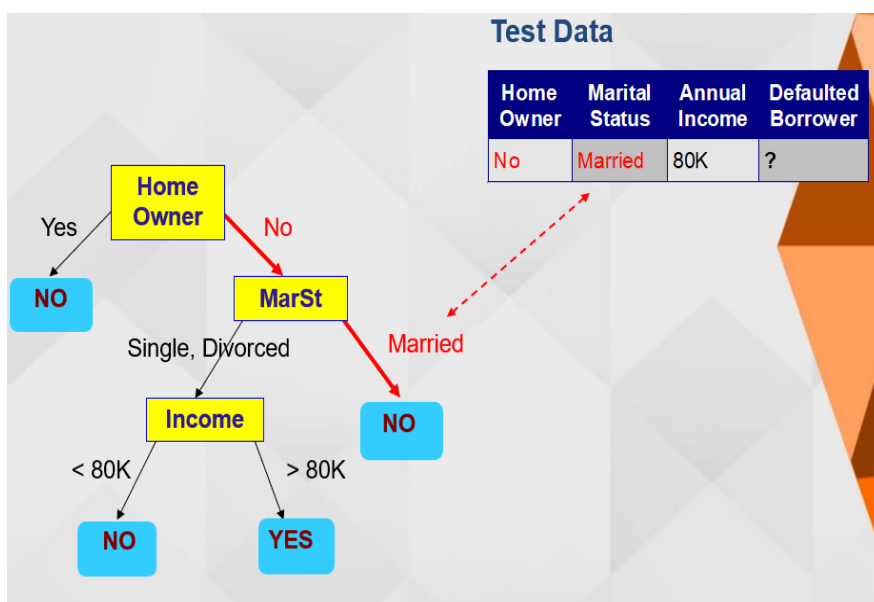 Test Data
Home Marital Annual Defaulted
Owner Status Income Borrower
No Married 80K ?
Home
Owner
Yes No
NO MarSt
Single, Divorced Married
Income NO
< 80K > 80K
NO YES